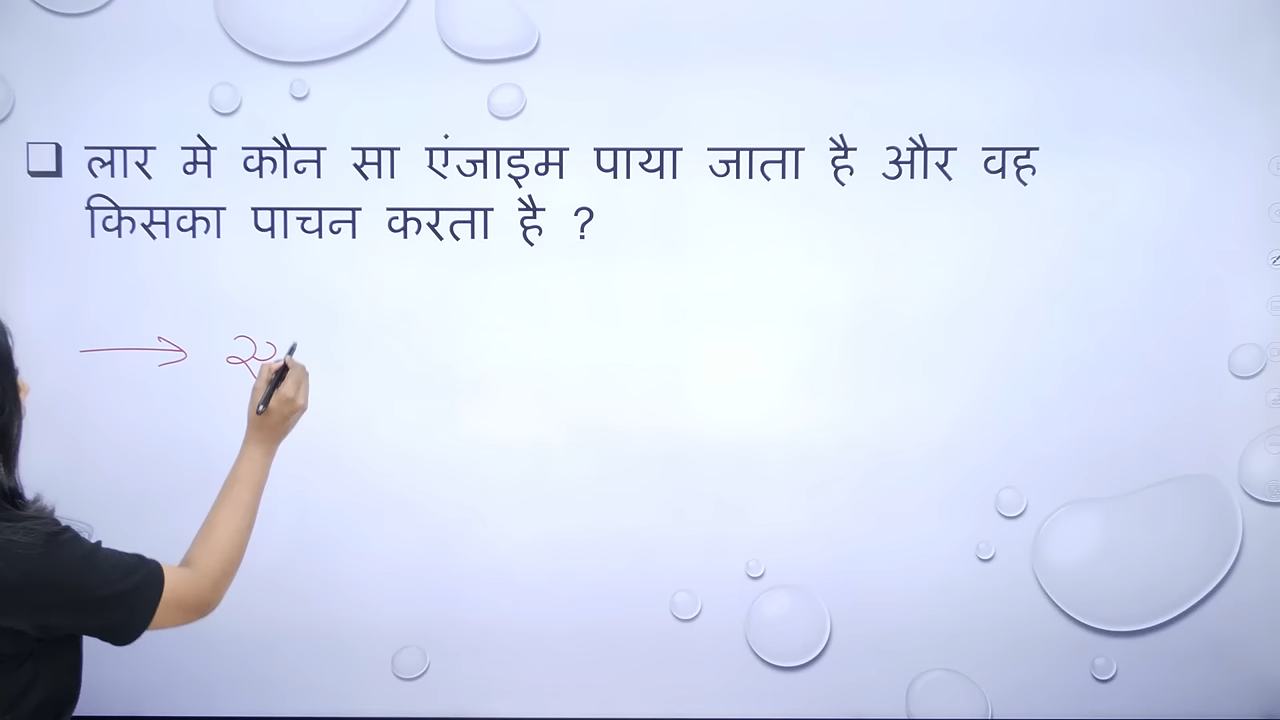 लार मे कौन सा एंजाइम पाया जाता है और वह
किसका पाचन करता है ?